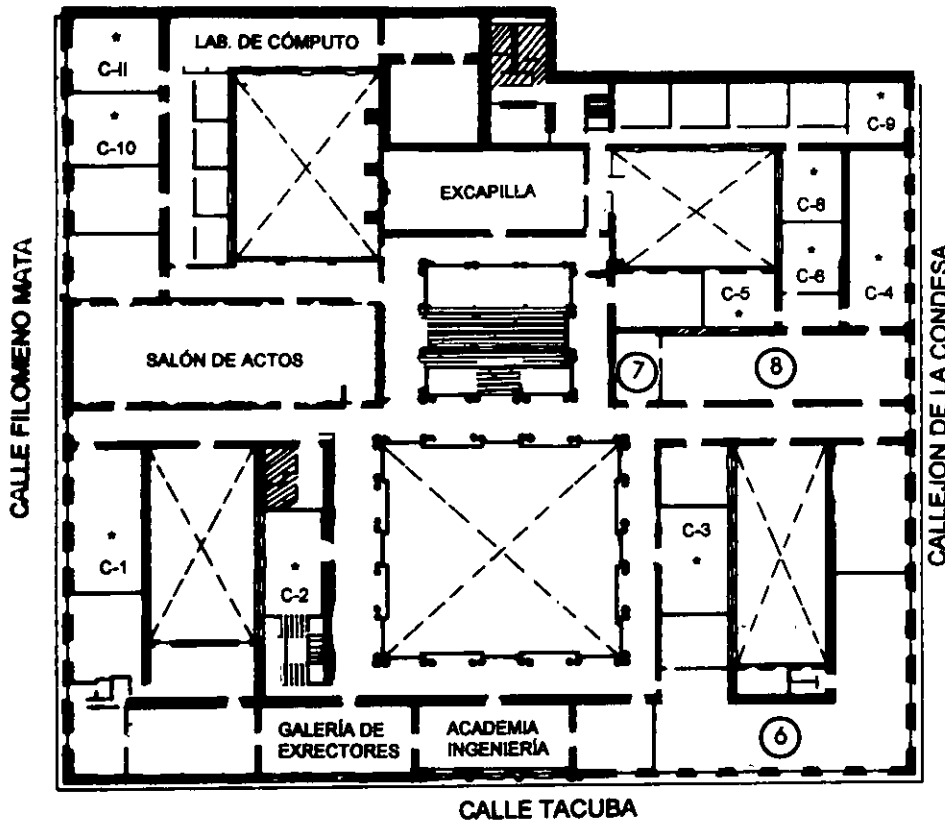 LAB. DE CÓMPUTO
*
C-11
*
C-10
*
C-9
EXCAPILLA
*
C-8
*
C-6
*
C-4
C-5
*
CALLE FILOMENO MATA
SALÓN DE ACTOS
7
8
CALLEJON DE LA CONDESA
*
C-1
*
C-2
C-3
*
GALERÍA DE
EXRECTORES
ACADEMIA
INGENIERÍA
6
CALLE TACUBA